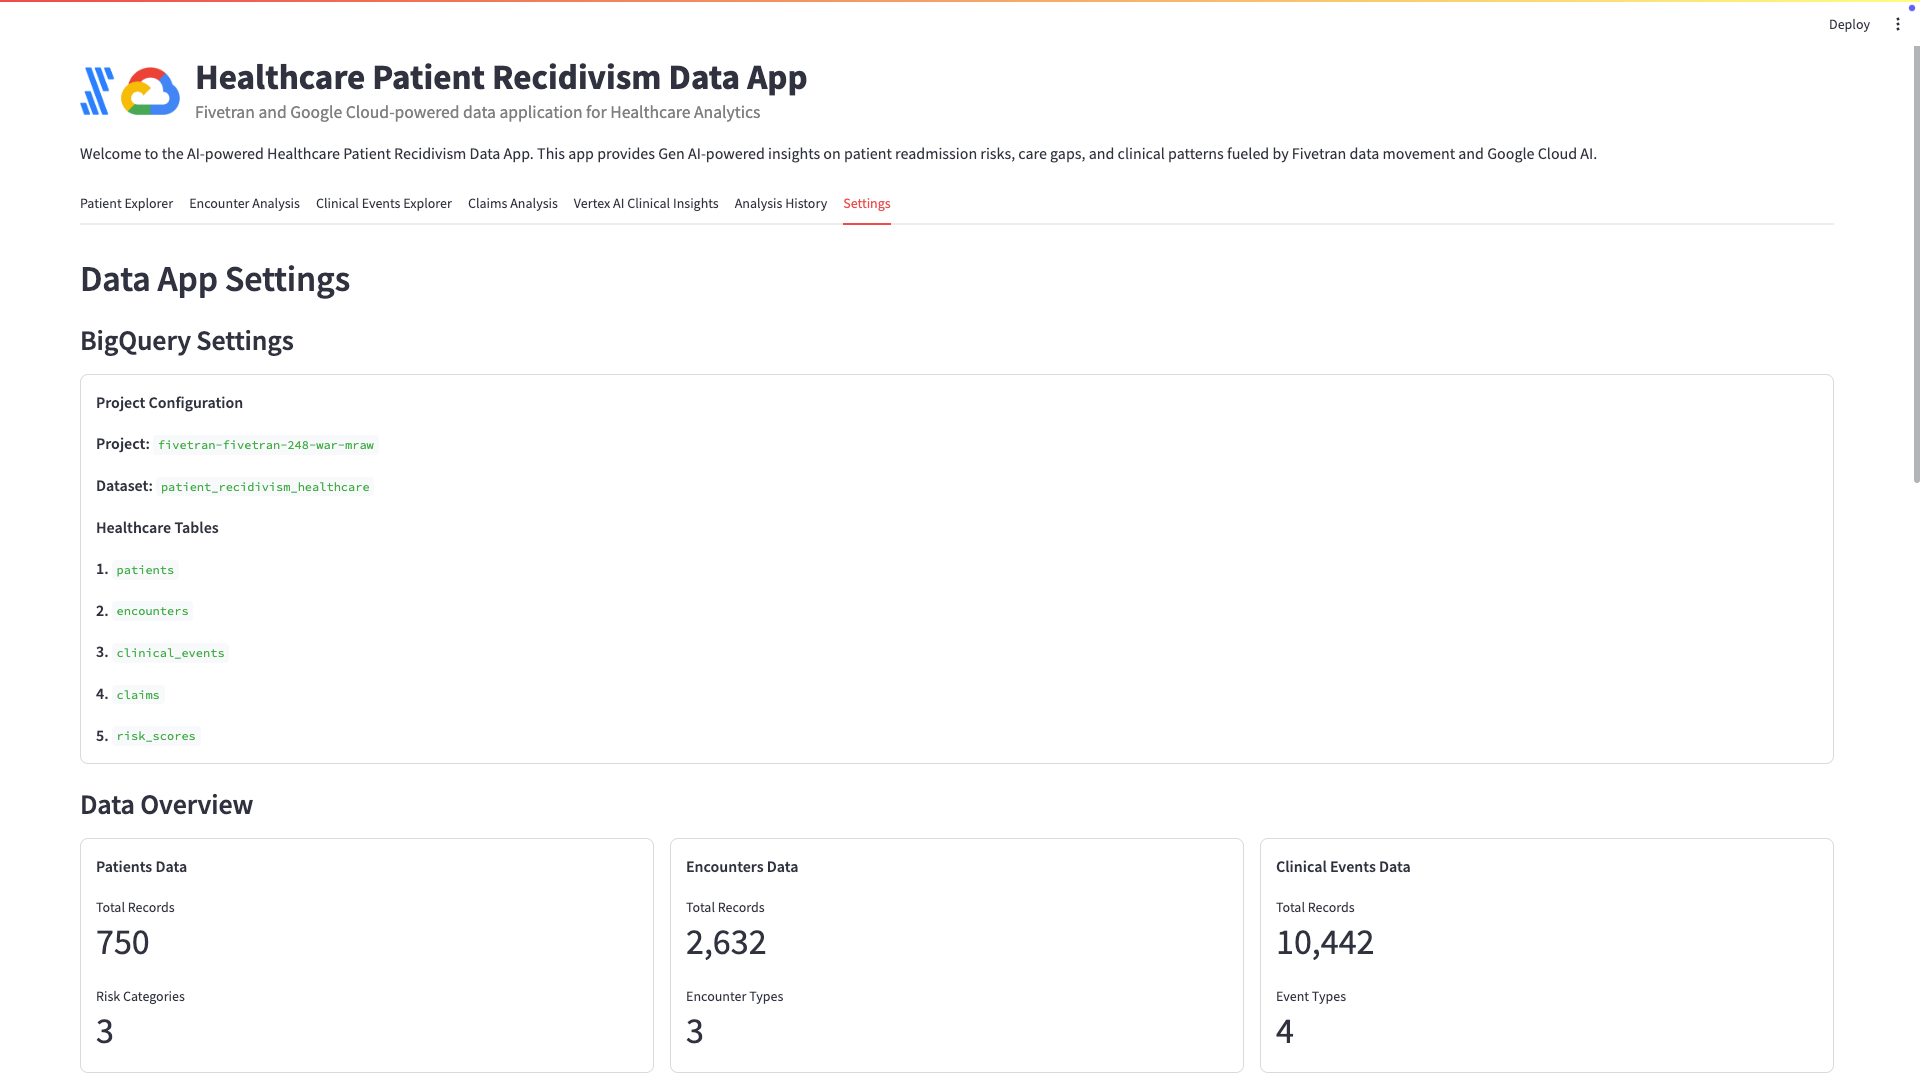 Deploy
Healthcare Patient Recidivism Data App
Fivetran and Google Cloud-powered data application for Healthcare Analytics
Welcome to the AI-powered Healthcare Patient Recidivism Data App. This app provides Gen AI-powered insights on patient readmission risks, care gaps, and clinical patterns fueled by Fivetran data movement and Google Cloud AI.
Patient Explorer Encounter Analysis Clinical Events Explorer Claims Analysis Vertex AI Clinical Insights Analysis History Settings
Data App Settings
BigQuery Settings
Project Configuration
Project: fivetran-fivetran-248-war-mraw
Dataset: patient_recidivism_healthcare
Healthcare Tables
1. patients
2. encounters
3. clinical_events
4. claims
5. risk_scores
Data Overview
Patients Data
Total Records
750
Risk Categories
3
Encounters Data
Total Records
2,632
Encounter Types
3
Clinical Events Data
Total Records
10,442
Event Types
4